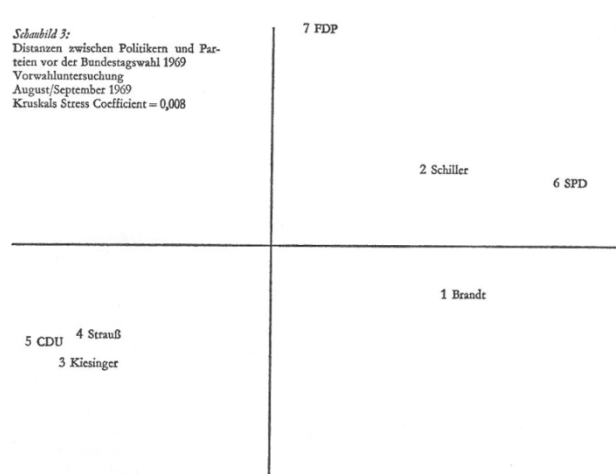 Schaubild 3:
Distanzen zwischen Politikern und Par-
teien vor der Bundestagswahl 1969
Vorwahluntersuchung
August/September 1969
Kruskals Stress Coefficient = 0,008
7 FDP
2 Schiller
6 SPD
1 Brandt
4 Strauß
5 CDU
3 Kiesinger